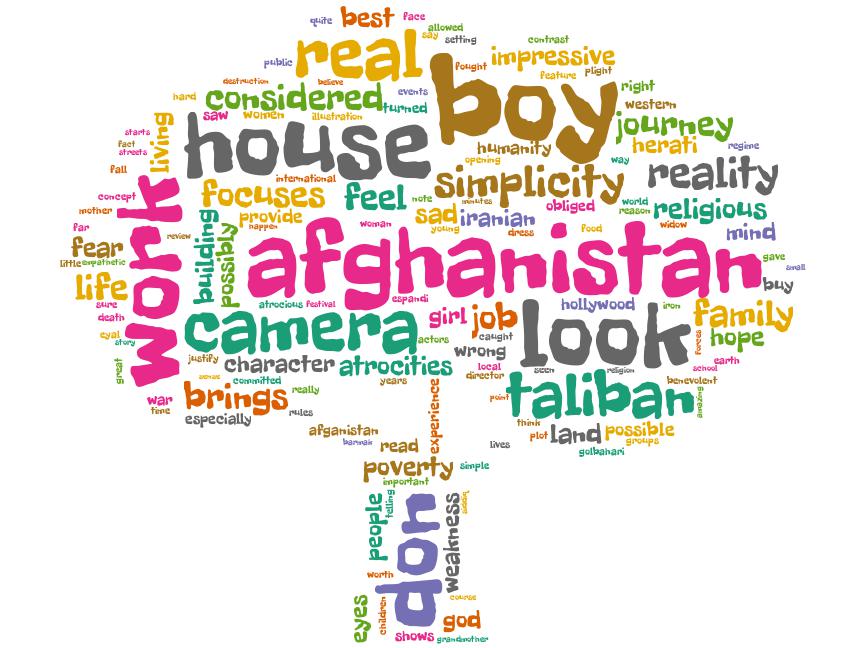 quite best face
allowed
say
setting contrast
public real impressive
fought feature plight
destruction believe boy right
hard considered events western
saw women illustration turned
living house journey
starts humanity herati regime
fact streets opening way
fall international simplicity reality
concept focuses feel note minutes obliged world reason religious
mother provide sad iranian
far happen woman young dress food widow mind
fear review building possibly afghanistan gave
little empathetic small
life work buy
sure atrocious festival espandi hollywood iron
death camera girl job look family
eyal story actors caught forces hope
justify character atrocities wrong
great local seen religion earth school
committed years director taliban benevolent
war brings really point amazing
time especially rules experience think land possible
afganistan plot groups
barmak read lives golbahari
poverty simple
important
people telling don weakness
worth
eyes children course
god
shows grandmother